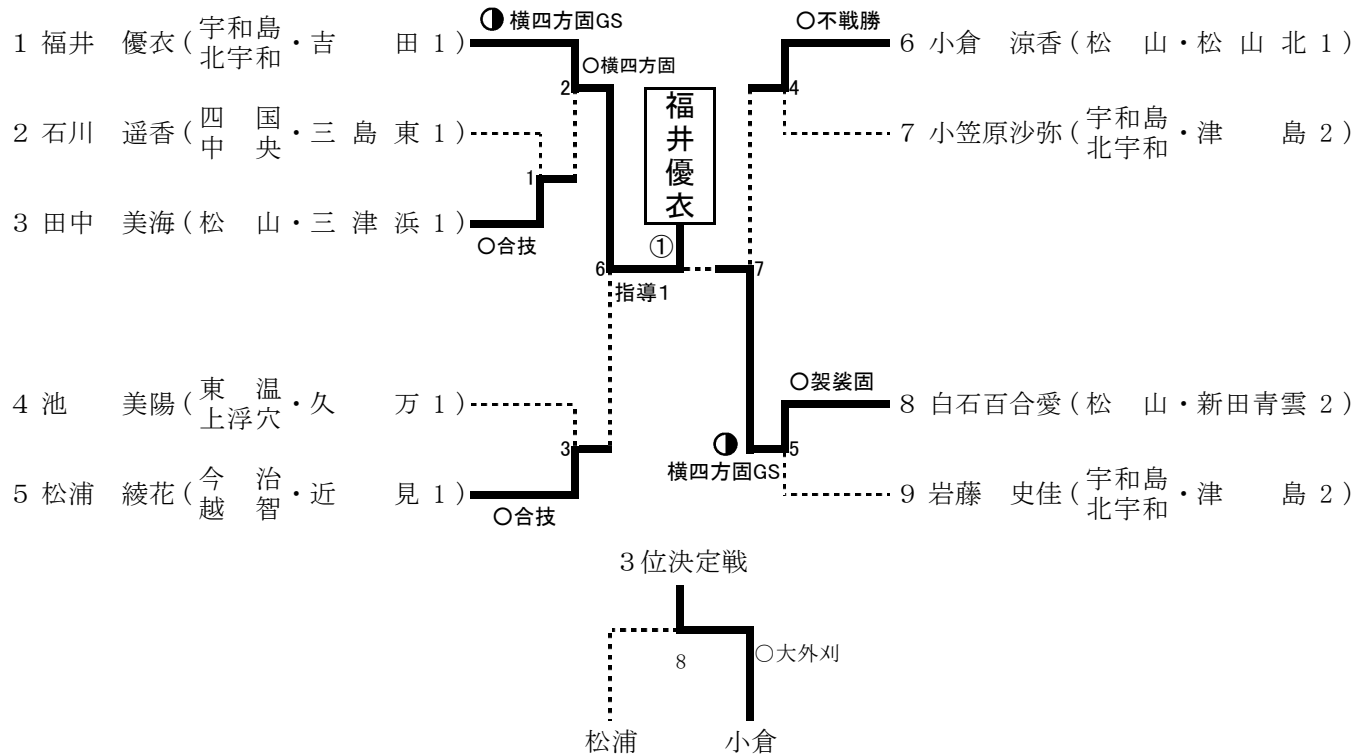 ◑ 横四方固GS
○不戦勝
1 福井　優衣（宇和島北宇和・吉　田 1）
○横四方固
6 小倉　涼香（松　山・松 山 北 1）
2
4
福井優衣
2 石川　遥香（四　国中　央・三 島 東 1）
7 小笠原沙弥（宇和島北宇和・津　島 2）
1
3 田中　美海（松　山・三 津 浜 1）
○合技
①
6
7
指導1
4 池　美陽（東　温上浮穴・久　万 1）
○袈裟固
8 白石百合愛（松　山・新田青雲 2）
3
◑
5
横四方固GS
5 松浦　綾花（今　治越　智・近　見 1）
○合技
9 岩藤　史佳（宇和島北宇和・津　島 2）
3位決定戦
8
○大外刈
松浦
小倉